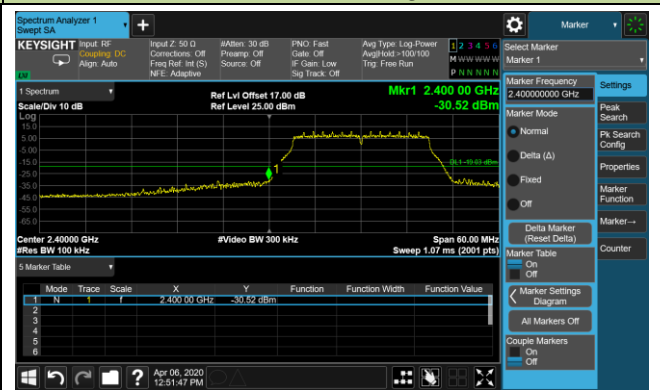 Spectrum Analyzer 1
Swept SA
Marker
KEYSIGHT
Input: RF
Coupling: DC
Align: Auto
Input Z: 50 Ω
Corrections: Off
Freq Ref: Int (S)
NFE: Adaptive
#Atten: 30 dB
Preamp: Off
Source: Off
PNO: Fast
Gate: Off
IF Gain: Low
Sig Track: Off
Avg Type: Log-Power
Avg|Hold:>100/100
Trig: Free Run
1 2 3 4 5 6
M W W W W W
P N N N N N
Select Marker
Marker 1
1 Spectrum
Scale/Div 10 dB
Ref Lvl Offset 17.00 dB
Ref Level 25.00 dBm
Mkr1 2.400 00 GHz
-30.52 dBm
Log
15.0
5.00
-5.00
-15.0
-25.0
-35.0
-45.0
-55.0
-65.0
DL1 -19.03 dBm
1
Center 2.40000 GHz
#Res BW 100 kHz
#Video BW 300 kHz
Span 60.00 MHz
Sweep 1.07 ms (2001 pts)
5 Marker Table
Mode Trace Scale X Y Function Function Width Function Value
1 N 1 f 2.400 00 GHz -30.52 dBm
2
3
4
5
6
Marker Frequency
2.400000000 GHz
Marker Mode
Normal
Delta (Δ)
Fixed
Off
Delta Marker
(Reset Delta)
Marker Table
On
Off
Marker Settings
Diagram
All Markers Off
Couple Markers
On
Off
Settings
Peak
Search
Pk Search
Config
Properties
Marker
Function
Marker→
Counter
Apr 06, 2020
12:51:47 PM